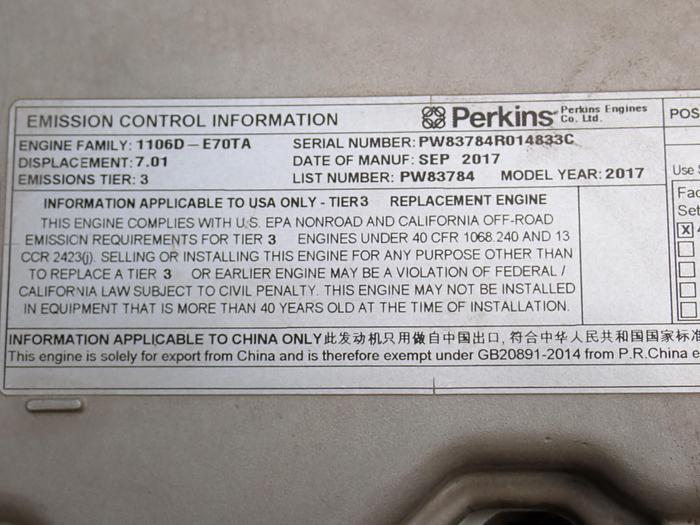 EMISSION CONTROL INFORMATION
Perkins
Perkins Engines
Co. Ltd.
POS
ENGINE FAMILY: 1106D – E70TA
SERIAL NUMBER: PW83784R014833C
DISPLACEMENT: 7.01
DATE OF MANUF: SEP 2017
EMISSIONS TIER: 3
LIST NUMBER: PW83784
MODEL YEAR: 2017
Use S
Fac
Set
X 4
INFORMATION APPLICABLE TO USA ONLY - TIER 3 REPLACEMENT ENGINE
THIS ENGINE COMPLIES WITH U.S. EPA NONROAD AND CALIFORNIA OFF-ROAD
EMISSION REQUIREMENTS FOR TIER 3 ENGINES UNDER 40 CFR 1068.240 AND 13
CCR 2423(j). SELLING OR INSTALLING THIS ENGINE FOR ANY PURPOSE OTHER THAN
TO REPLACE A TIER 3 OR EARLIER ENGINE MAY BE A VIOLATION OF FEDERAL /
CALIFORNIA LAW SUBJECT TO CIVIL PENALTY. THIS ENGINE MAY NOT BE INSTALLED
IN EQUIPMENT THAT IS MORE THAN 40 YEARS OLD AT THE TIME OF INSTALLATION.
INFORMATION APPLICABLE TO CHINA ONLY 此发动机只用做自中国出口, 符合中华人民共和国国家标准
This engine is solely for export from China and is therefore exempt under GB20891-2014 from P.R.China e